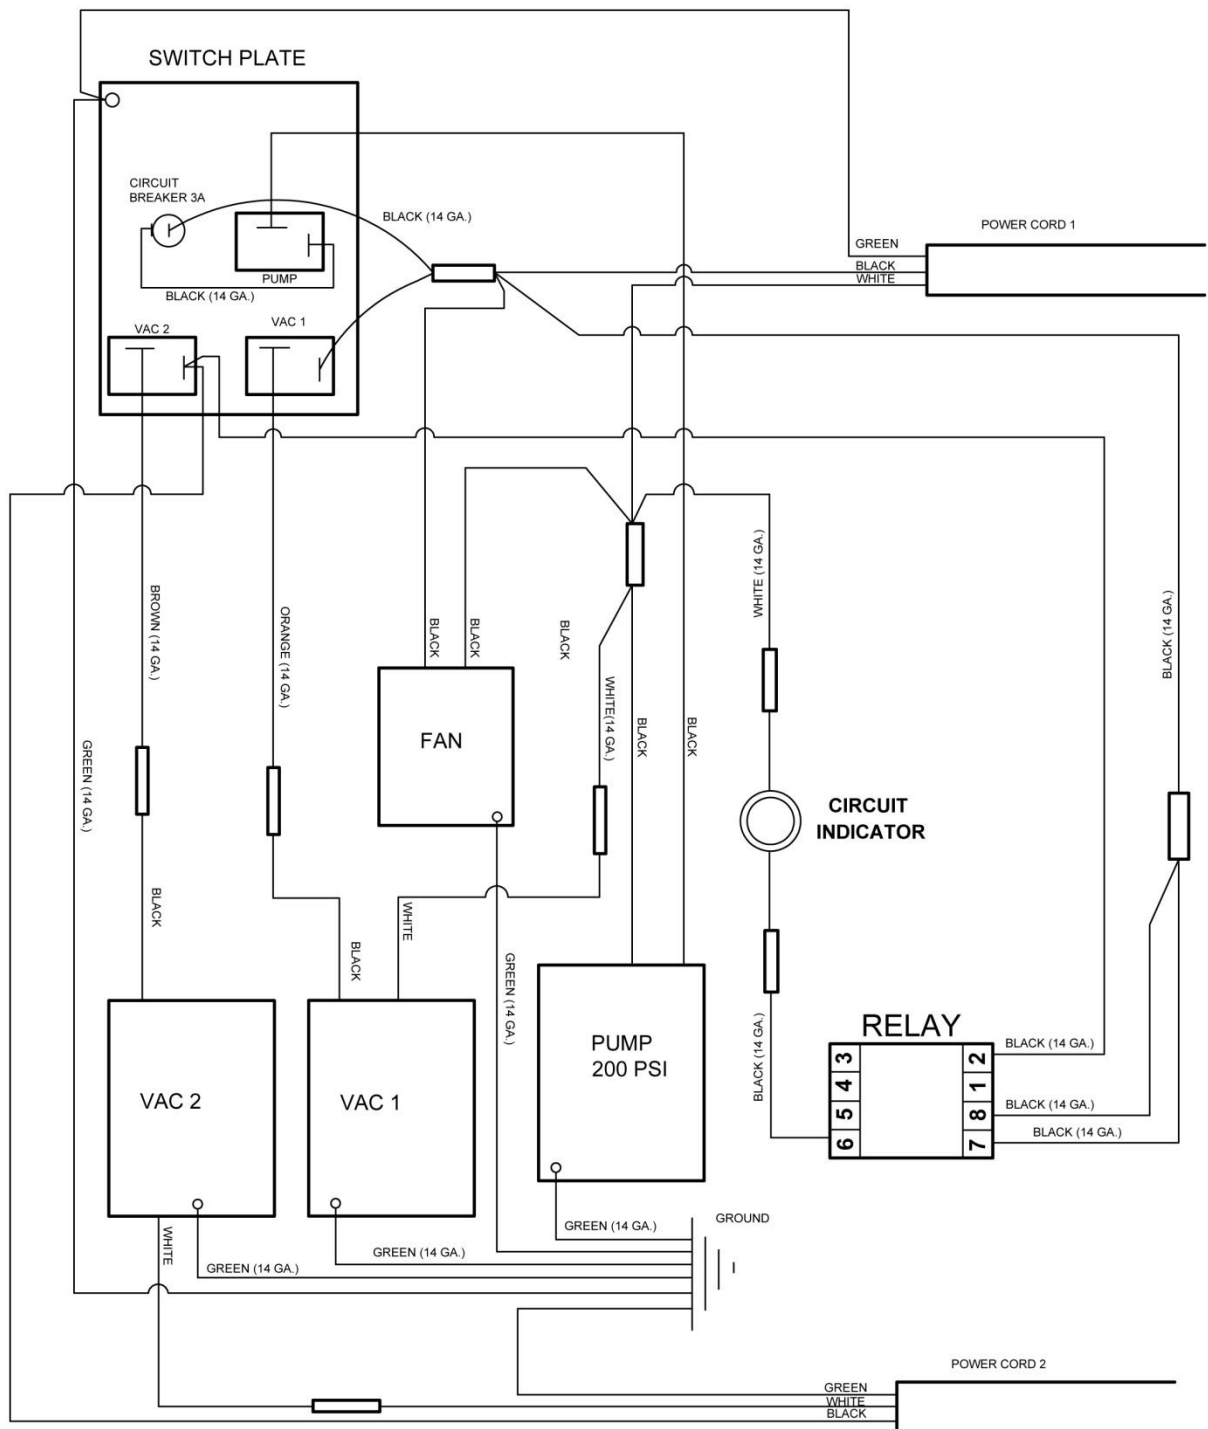 SWITCH PLATE
CIRCUIT
BREAKER 3A
BLACK (14 GA.)
PUMP
BLACK (14 GA.)
VAC 2
VAC 1
POWER CORD 1
GREEN
BLACK
WHITE
BROWN (14 GA.)
ORANGE (14 GA.)
BLACK
BLACK
BLACK
WHITE(14 GA.)
BLACK
BLACK
WHITE (14 GA.)
BLACK (14 GA.)
GREEN (14 GA.)
FAN
CIRCUIT
INDICATOR
BLACK
BLACK
WHITE
GREEN (14 GA.)
BLACK (14 GA.)
RELAY
3
4
5
6
2
1
8
7
BLACK (14 GA.)
BLACK (14 GA.)
BLACK (14 GA.)
VAC 2
VAC 1
PUMP
200 PSI
WHITE
GREEN (14 GA.)
GREEN (14 GA.)
GREEN (14 GA.)
GROUND
POWER CORD 2
GREEN
WHITE
BLACK